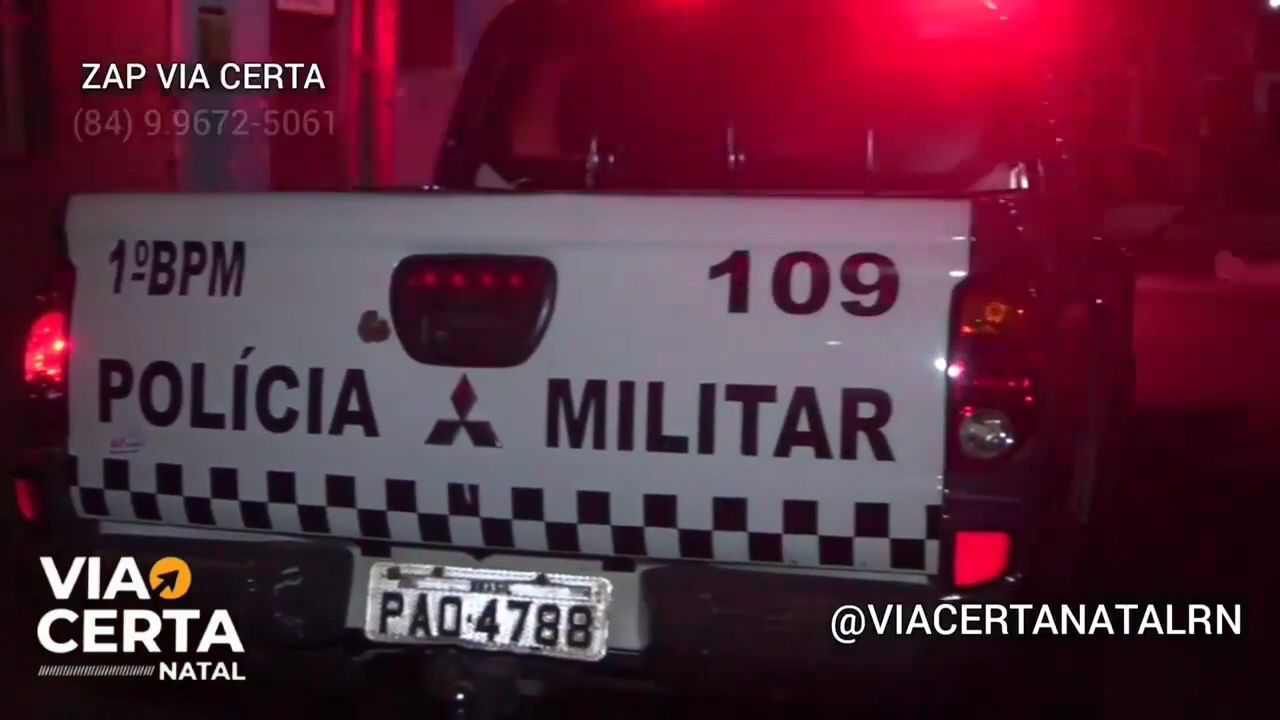 ZAP VIA CERTA
(84) 9.9672-5061
1ºBPM
109
POLÍCIA MILITAR
PAO-4788
VIA
CERTA
NATAL
@VIACERTANATALRN